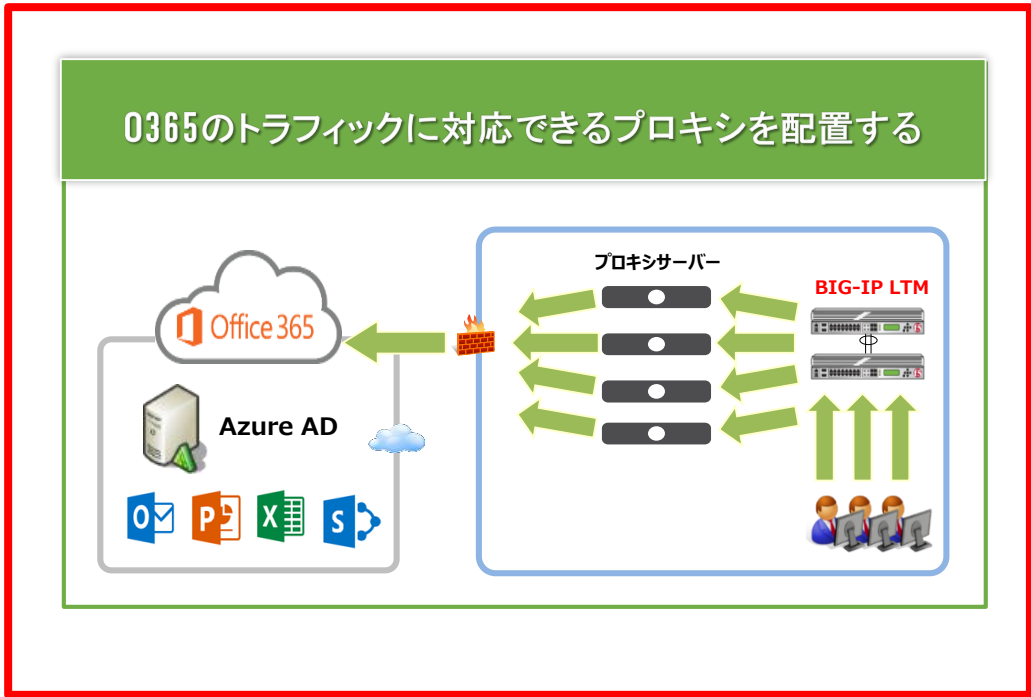 O365のトラフィックに対応できるプロキシを配置する
プロキシサーバー
BIG-IP LTM
Office 365
Azure AD
O
P
X
S